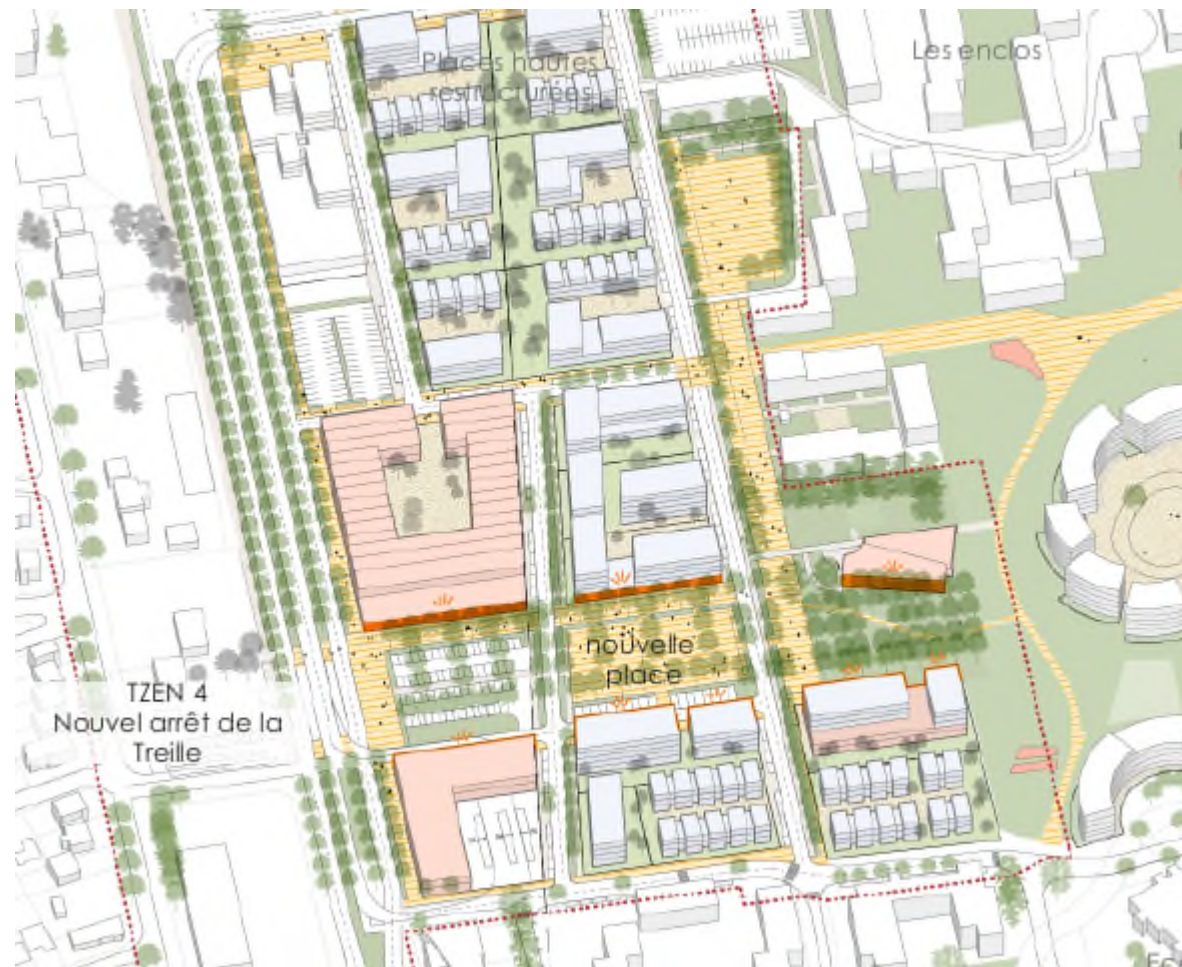 Places hautes
restructurées
Les enclos
nouvelle
place
TZEN 4
Nouvel arrêt de la
Treille